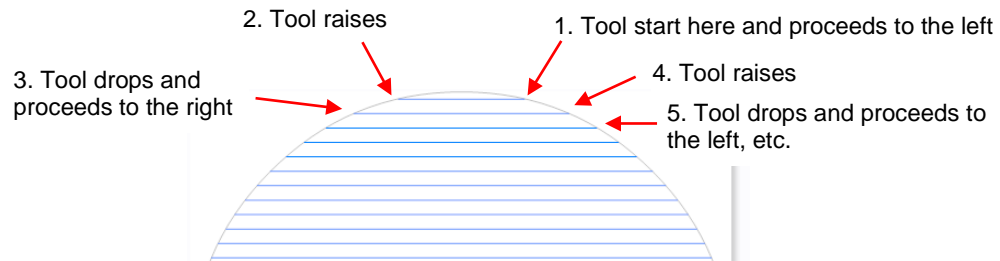 2. Tool raises
1. Tool start here and proceeds to the left
3. Tool drops and
proceeds to the right
4. Tool raises
5. Tool drops and proceeds to
the left, etc.